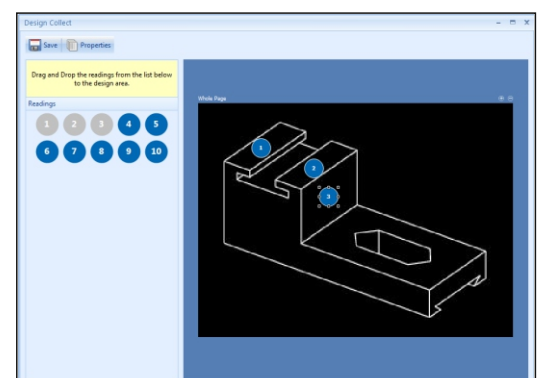 Design Collect
Save Properties
Drag and Drop the readings from the list below
to the design area.
Readings
1 2 3 4 5
6 7 8 9 10
Whole Page
1
2
3